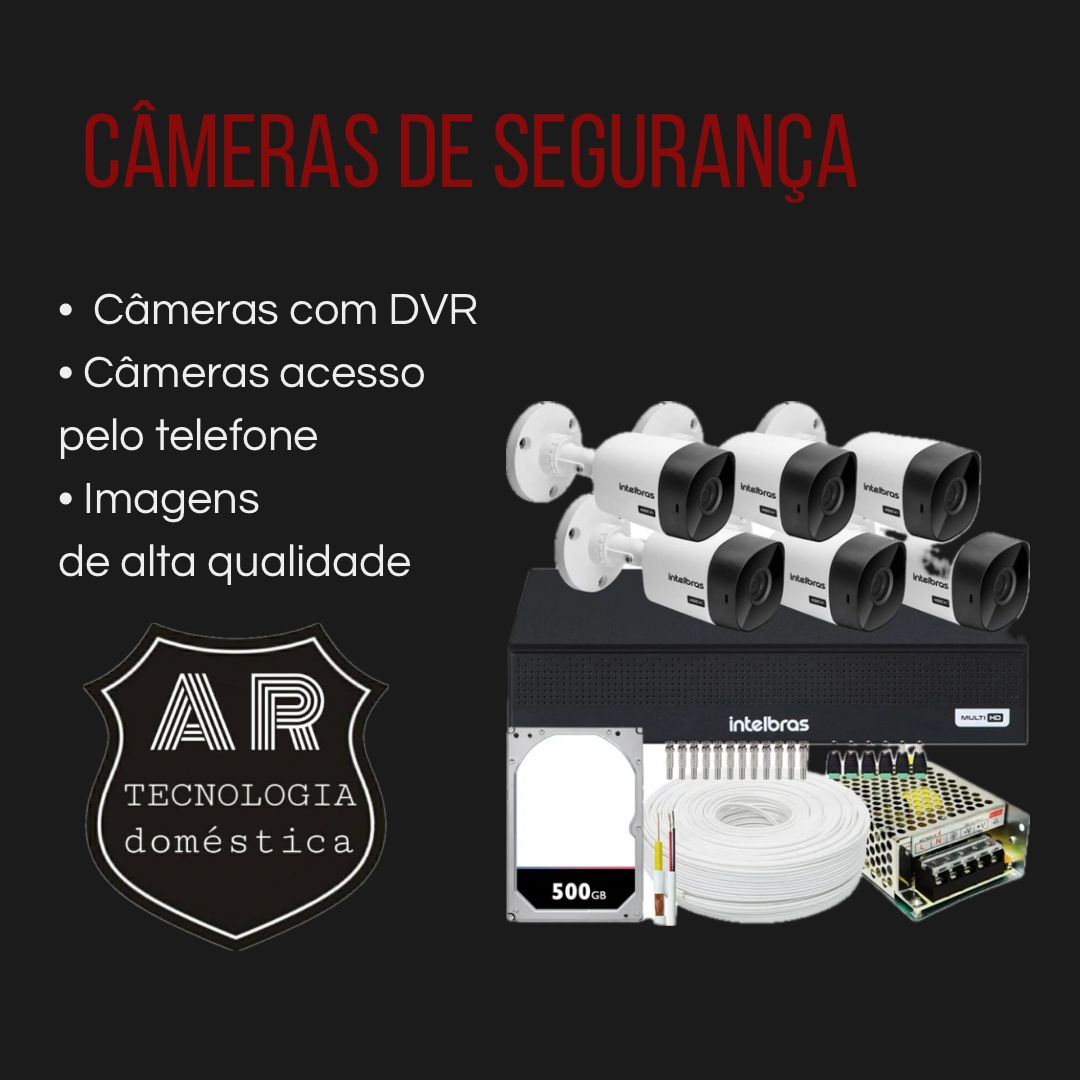 CÂMERAS DE SEGURANÇA
• Câmeras com DVR
• Câmeras acesso
pelo telefone
• Imagens
de alta qualidade
intelbras
intelbras
intelbras
intelbras
intelbras
intelbras
intelbras
MULTI HD
500GB
AR
TECNOLOGIA
doméstica